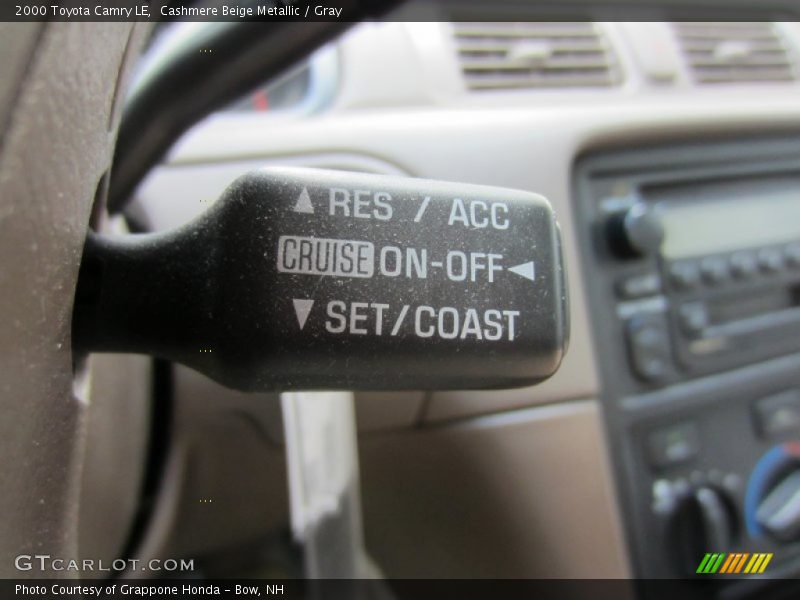 2000 Toyota Camry LE, Cashmere Beige Metallic / Gray
▲ RES / ACC
CRUISE ON-OFF ◄
▼ SET/COAST
GTCARLOT.COM
Photo Courtesy of Grappone Honda - Bow, NH